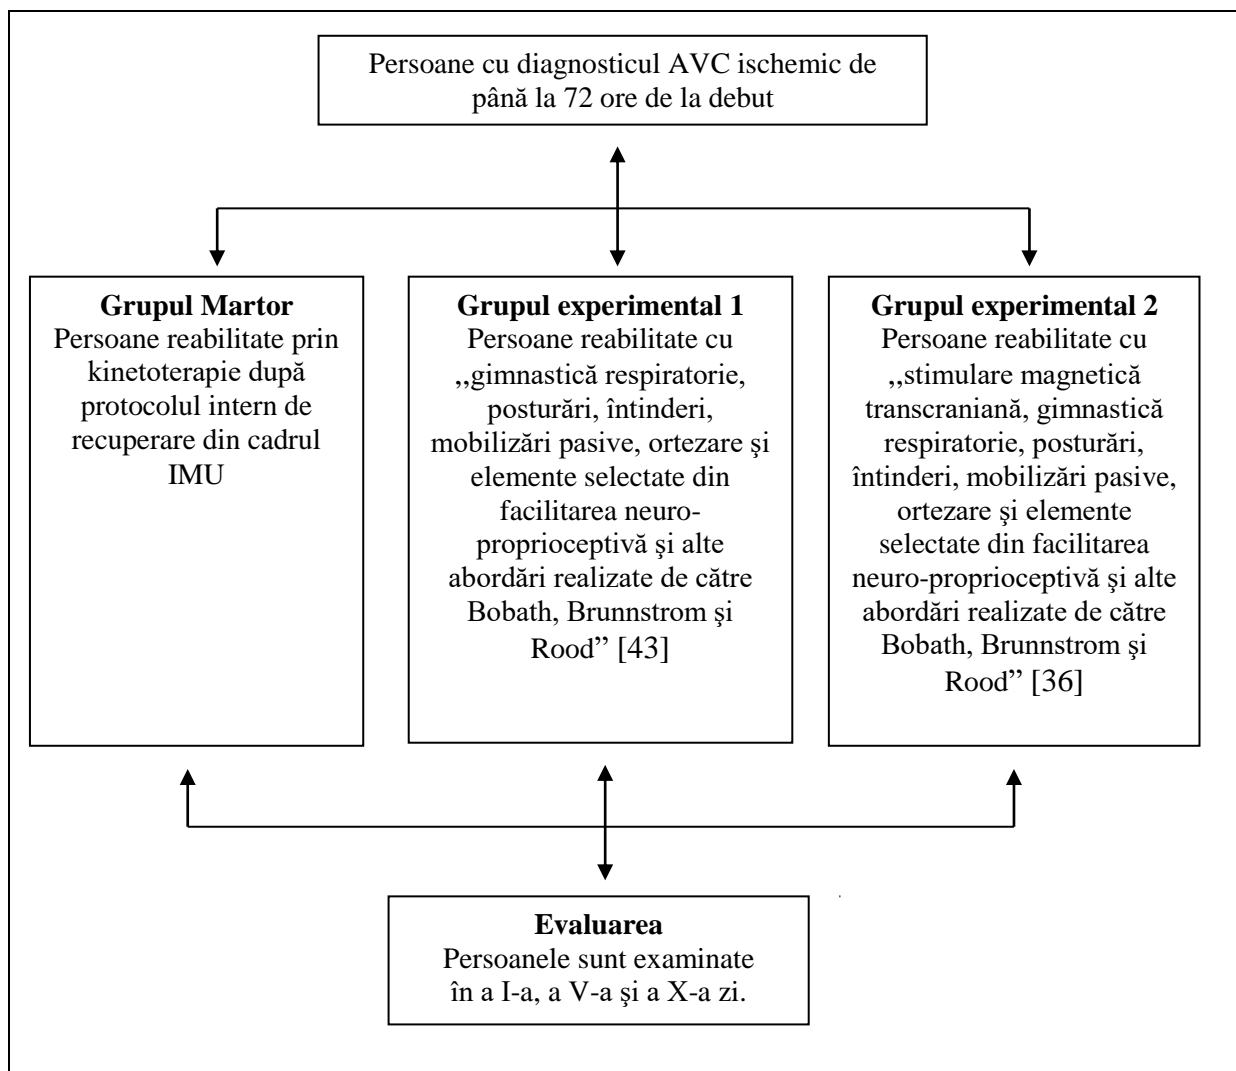 Persoane cu diagnosticul AVC ischemic de
până la 72 ore de la debut
Grupul Martor
Persoane reabilitate prin
kinetoterapie după
protocolul intern de
recuperare din cadrul
IMU
Grupul experimental 1
Persoane reabilitate cu
„gimnastică respiratorie,
posturări, întinderi,
mobilizări pasive, ortezare şi
elemente selectate din
facilitarea neuro-
proprioceptivă şi alte
abordări realizate de către
Bobath, Brunnstrom şi
Rood” [43]
Grupul experimental 2
Persoane reabilitate cu
„stimulare magnetică
transcraniană, gimnastică
respiratorie, posturări,
întinderi, mobilizări pasive,
ortezare şi elemente
selectate din facilitarea
neuro-proprioceptivă şi alte
abordări realizate de către
Bobath, Brunnstrom şi
Rood” [36]
Evaluarea
Persoanele sunt examinate
în a I-a, a V-a şi a X-a zi.